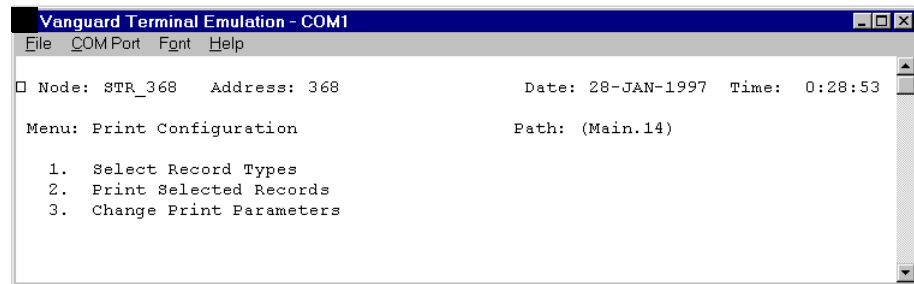 Vanguard Terminal Emulation - COM1
File COM Port Font Help
Node: STR_368 Address: 368 Date: 28-JAN-1997 Time: 0:28:53
Menu: Print Configuration Path: (Main.14)
1. Select Record Types
2. Print Selected Records
3. Change Print Parameters